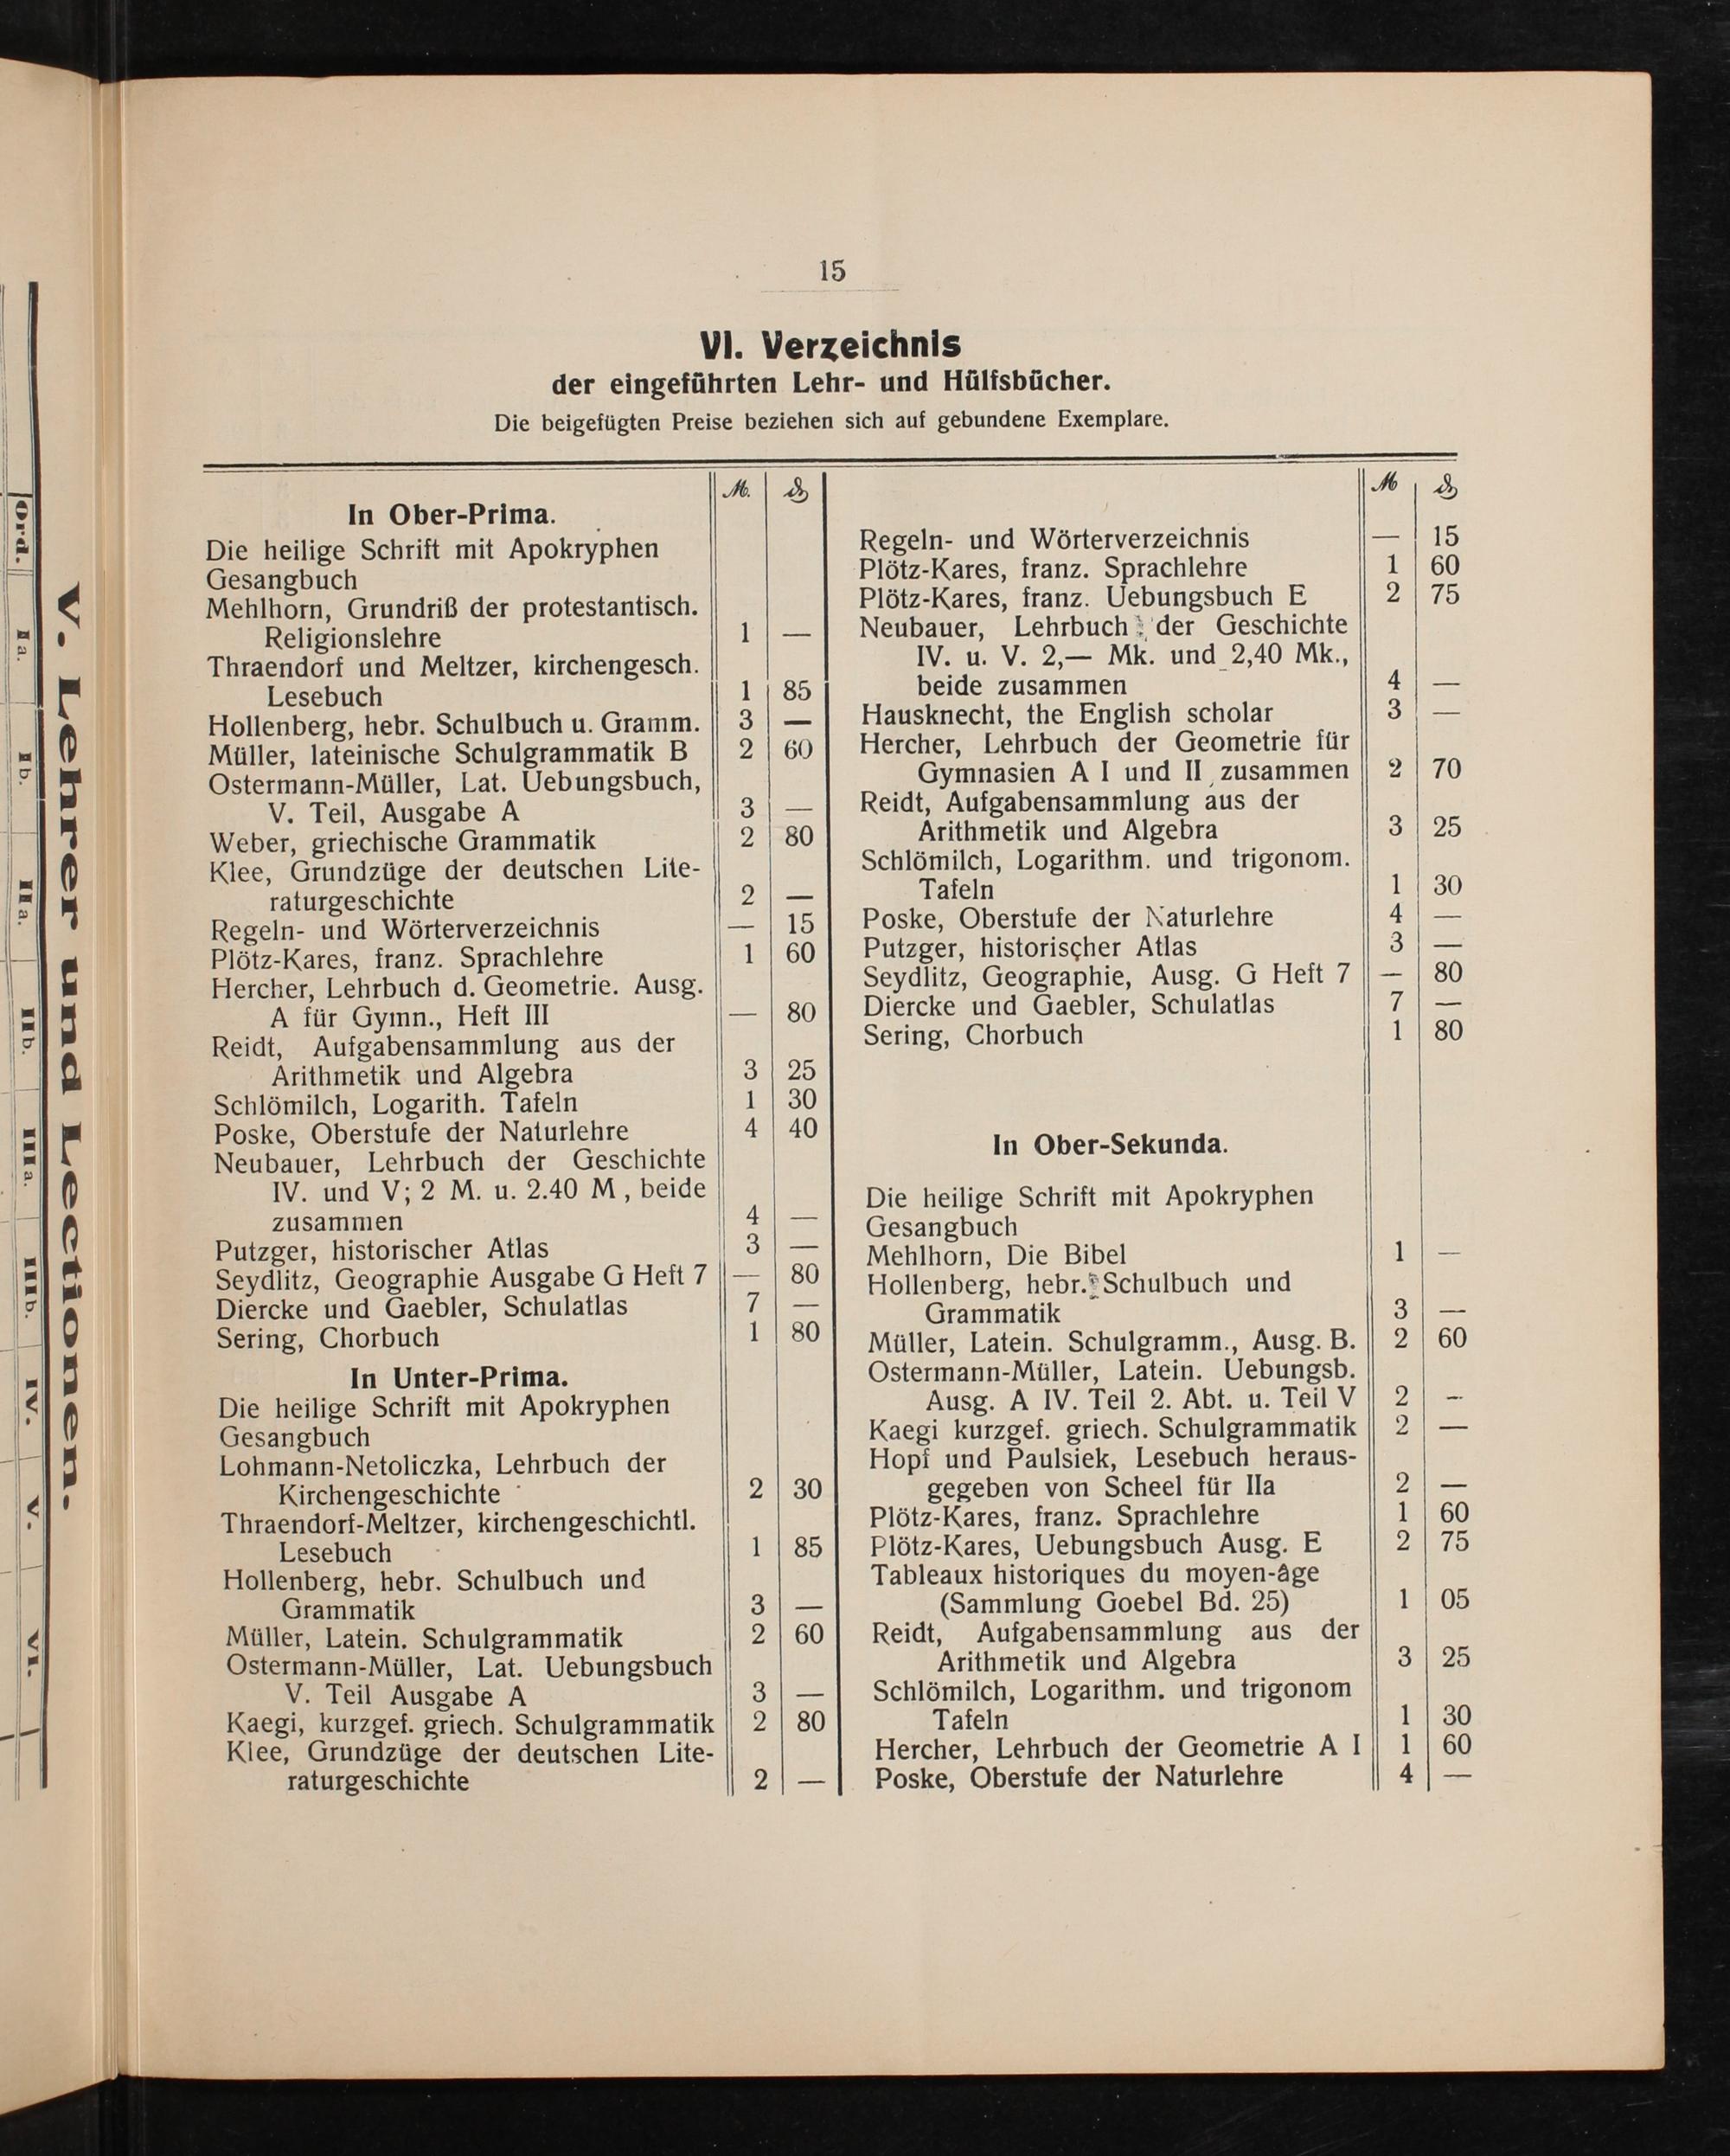 15
VI. Verzeichnis
der eingeführten Lehr- und Hülfsbücher.
Die beigefügten Preise beziehen sich auf gebundene Exemplare.
ℳ. ₰
In Ober-Prima.
Die heilige Schrift mit Apokryphen
Gesangbuch
Mehlhorn, Grundriß der protestantisch.
Religionslehre 1 —
Thraendorf und Meltzer, kirchengesch.
Lesebuch 1 85
Hollenberg, hebr. Schulbuch u. Gramm. 3 —
Müller, lateinische Schulgrammatik B 2 60
Ostermann-Müller, Lat. Uebungsbuch,
V. Teil, Ausgabe A 3 —
Weber, griechische Grammatik 2 80
Klee, Grundzüge der deutschen Lite-
raturgeschichte 2 —
Regeln- und Wörterverzeichnis — 15
Plötz-Kares, franz. Sprachlehre 1 60
Hercher, Lehrbuch d. Geometrie. Ausg.
A für Gymn., Heft III — 80
Reidt, Aufgabensammlung aus der
Arithmetik und Algebra 3 25
Schlömilch, Logarith. Tafeln 1 30
Poske, Oberstufe der Naturlehre 4 40
Neubauer, Lehrbuch der Geschichte
IV. und V; 2 M. u. 2.40 M , beide
zusammen 4 —
Putzger, historischer Atlas 3 —
Seydlitz, Geographie Ausgabe G Heft 7 — 80
Diercke und Gaebler, Schulatlas 7 —
Sering, Chorbuch 1 80
In Unter-Prima.
Die heilige Schrift mit Apokryphen
Gesangbuch
Lohmann-Netoliczka, Lehrbuch der
Kirchengeschichte 2 30
Thraendorf-Meltzer, kirchengeschichtl.
Lesebuch 1 85
Hollenberg, hebr. Schulbuch und
Grammatik 3 —
Müller, Latein. Schulgrammatik 2 60
Ostermann-Müller, Lat. Uebungsbuch
V. Teil Ausgabe A 3 —
Kaegi, kurzgef. griech. Schulgrammatik 2 80
Klee, Grundzüge der deutschen Lite-
raturgeschichte 2 —
ℳ ₰
Regeln- und Wörterverzeichnis — 15
Plötz-Kares, franz. Sprachlehre 1 60
Plötz-Kares, franz. Uebungsbuch E 2 75
Neubauer, Lehrbuch der Geschichte
IV. u. V. 2,— Mk. und 2,40 Mk.,
beide zusammen 4 —
Hausknecht, the English scholar 3 —
Hercher, Lehrbuch der Geometrie für
Gymnasien A I und II zusammen 2 70
Reidt, Aufgabensammlung aus der
Arithmetik und Algebra 3 25
Schlömilch, Logarithm. und trigonom.
Tafeln 1 30
Poske, Oberstufe der Naturlehre 4 —
Putzger, historischer Atlas 3 —
Seydlitz, Geographie, Ausg. G Heft 7 — 80
Diercke und Gaebler, Schulatlas 7 —
Sering, Chorbuch 1 80
In Ober-Sekunda.
Die heilige Schrift mit Apokryphen
Gesangbuch
Mehlhorn, Die Bibel 1 —
Hollenberg, hebr. Schulbuch und
Grammatik 3 —
Müller, Latein. Schulgramm., Ausg. B. 2 60
Ostermann-Müller, Latein. Uebungsb.
Ausg. A IV. Teil 2. Abt. u. Teil V 2 —
Kaegi kurzgef. griech. Schulgrammatik 2 —
Hopf und Paulsiek, Lesebuch heraus-
gegeben von Scheel für IIa 2 —
Plötz-Kares, franz. Sprachlehre 1 60
Plötz-Kares, Uebungsbuch Ausg. E 2 75
Tableaux historiques du moyen-âge
(Sammlung Goebel Bd. 25) 1 05
Reidt, Aufgabensammlung aus der
Arithmetik und Algebra 3 25
Schlömilch, Logarithm. und trigonom
Tafeln 1 30
Hercher, Lehrbuch der Geometrie A I 1 60
Poske, Oberstufe der Naturlehre 4 —
V. Lehrer und Lectionen.
Ord. Ia. Ib. IIa. IIb. IIIa. IIIb. IV. V. VI.